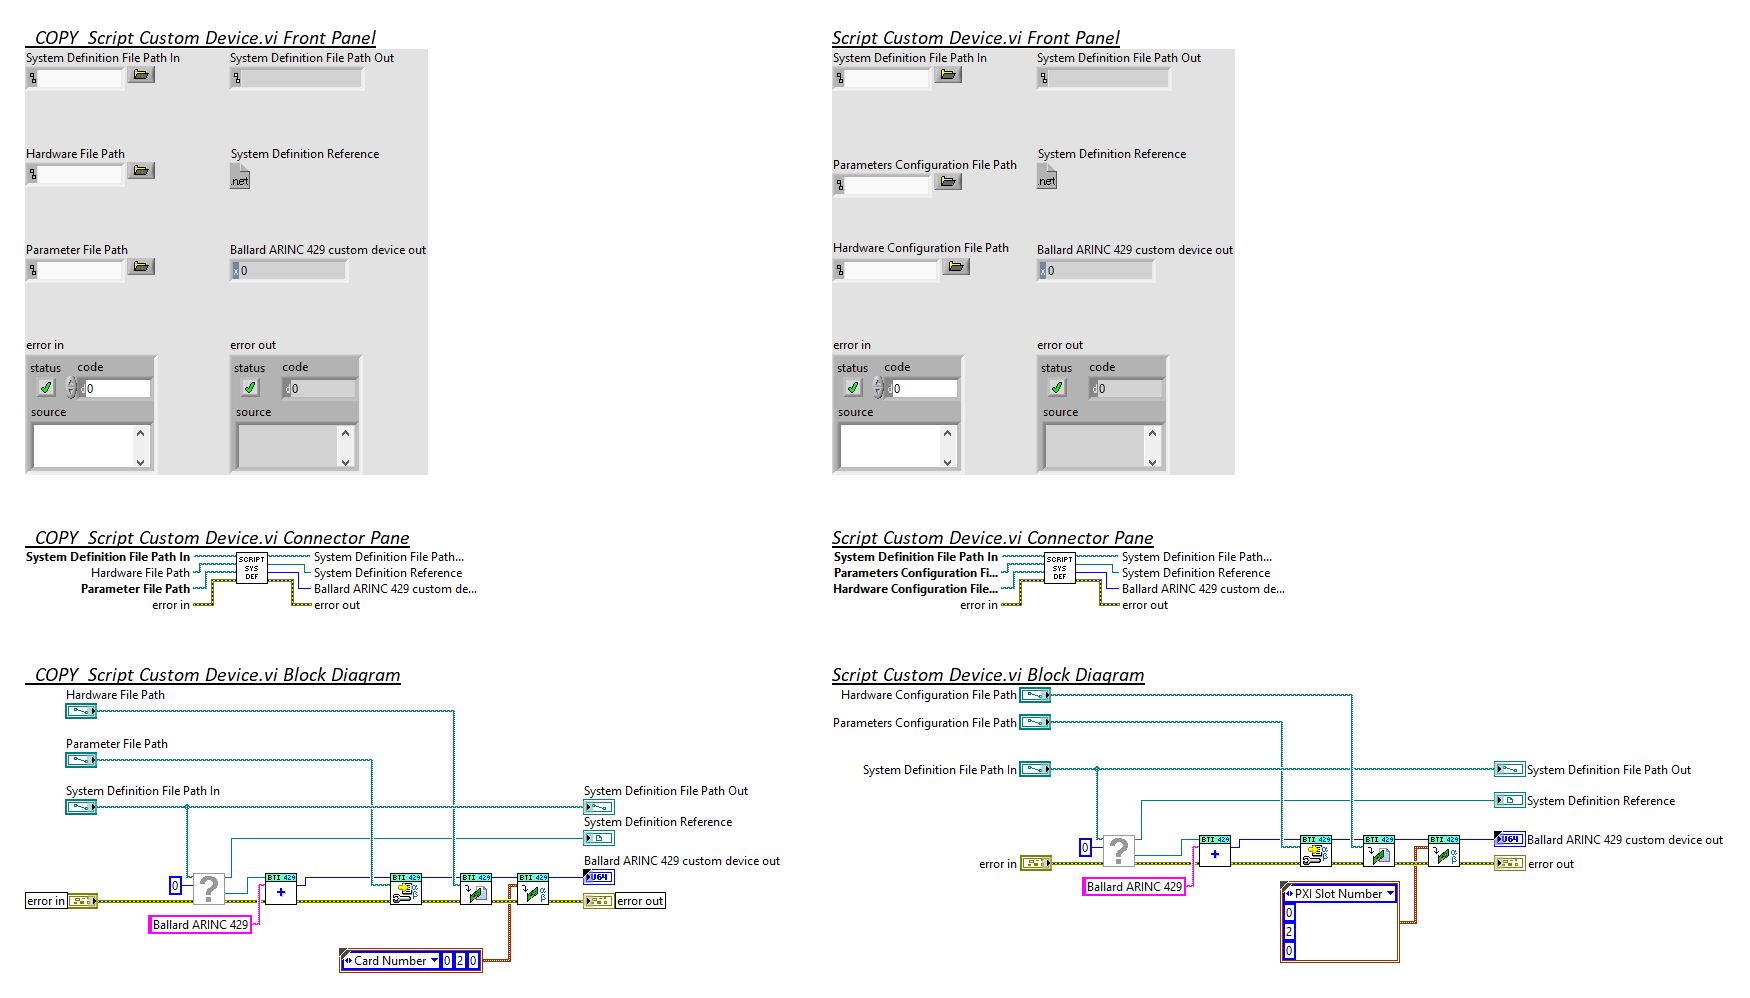 COPY  Script Custom Device.vi Front Panel
System Definition File Path In
System Definition File Path Out
Hardware File Path
System Definition Reference
.net
Parameter File Path
Ballard ARINC 429 custom device out
x 0
error in
error out
status
code
status
code
d 0
d 0
source
source
Script Custom Device.vi Front Panel
System Definition File Path In
System Definition File Path Out
Parameters Configuration File Path
System Definition Reference
.net
Hardware Configuration File Path
Ballard ARINC 429 custom device out
x 0
error in
error out
status
code
status
code
d 0
d 0
source
source
COPY  Script Custom Device.vi Connector Pane
System Definition File Path In
Hardware File Path
Parameter File Path
error in
SCRIPT
SYS
DEF
System Definition File Path...
System Definition Reference
Ballard ARINC 429 custom de...
error out
Script Custom Device.vi Connector Pane
System Definition File Path In
Parameters Configuration Fi...
Hardware Configuration File...
error in
SCRIPT
SYS
DEF
System Definition File Path...
System Definition Reference
Ballard ARINC 429 custom de...
error out
COPY  Script Custom Device.vi Block Diagram
Hardware File Path
Parameter File Path
System Definition File Path In
System Definition File Path Out
System Definition Reference
Ballard ARINC 429 custom device out
U64
0
?
BTI 429
+
BTI 429
α
β
BTI 429
BTI 429
α
β
error in
error out
Ballard ARINC 429
Card Number 0 2 0
Script Custom Device.vi Block Diagram
Hardware Configuration File Path
Parameters Configuration File Path
System Definition File Path In
System Definition File Path Out
System Definition Reference
0
?
BTI 429
+
BTI 429
α
β
BTI 429
BTI 429
α
β
U64
Ballard ARINC 429 custom device out
error in
error out
Ballard ARINC 429
PXI Slot Number
0
2
0